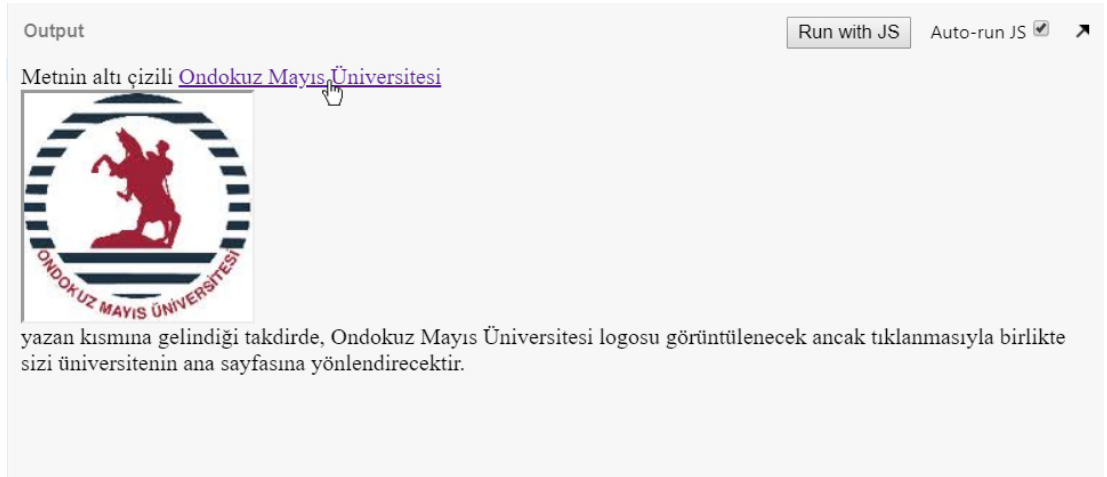 Output
Run with JS
Auto-run JS
Metnin altı çizili Ondokuz Mayıs Üniversitesi
ONDOKUZ MAYIS ÜNİVERSİTESİ
yazan kısmına gelindiği takdirde, Ondokuz Mayıs Üniversitesi logosu görüntülenecek ancak tıklanmasıyla birlikte
sizi üniversitenin ana sayfasına yönlendirecektir.